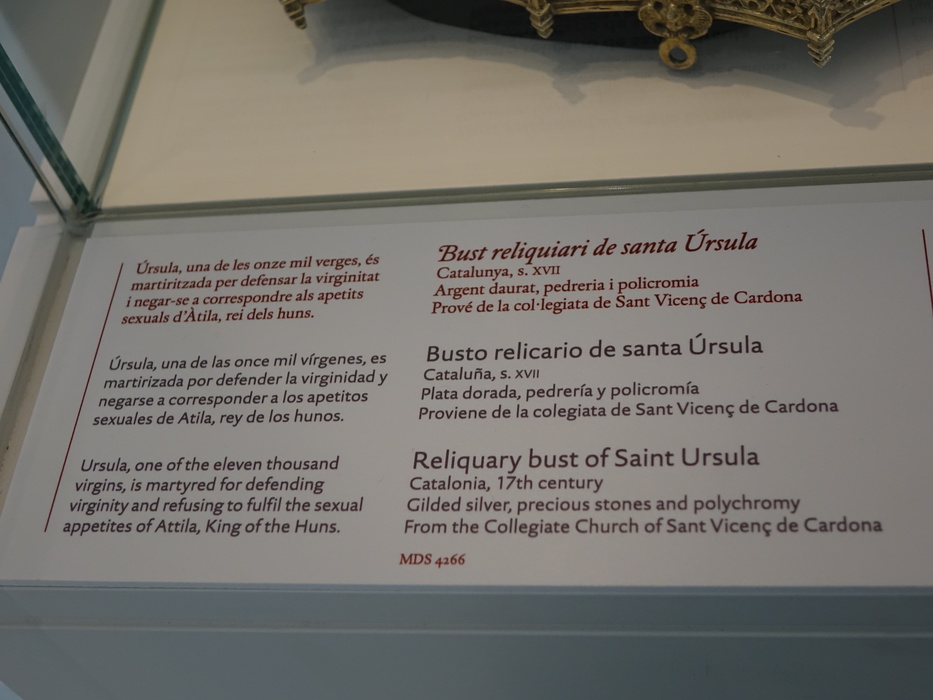 Úrsula, una de les onze mil verges, és
martiritzada per defensar la virginitat
i negar-se a correspondre als apetits
sexuals d'Àtila, rei dels huns.
Úrsula, una de las once mil vírgenes, es
martirizada por defender la virginidad y
negarse a corresponder a los apetitos
sexuales de Atila, rey de los hunos.
Ursula, one of the eleven thousand
virgins, is martyred for defending
virginity and refusing to fulfil the sexual
appetites of Attila, King of the Huns.
Bust reliquiari de santa Úrsula
Catalunya, s. XVII
Argent daurat, pedreria i policromia
Prové de la col·legiata de Sant Vicenç de Cardona
Busto relicario de santa Úrsula
Cataluña, s. XVII
Plata dorada, pedrería y policromía
Proviene de la colegiata de Sant Vicenç de Cardona
Reliquary bust of Saint Ursula
Catalonia, 17th century
Gilded silver, precious stones and polychromy
From the Collegiate Church of Sant Vicenç de Cardona
MDS 4266